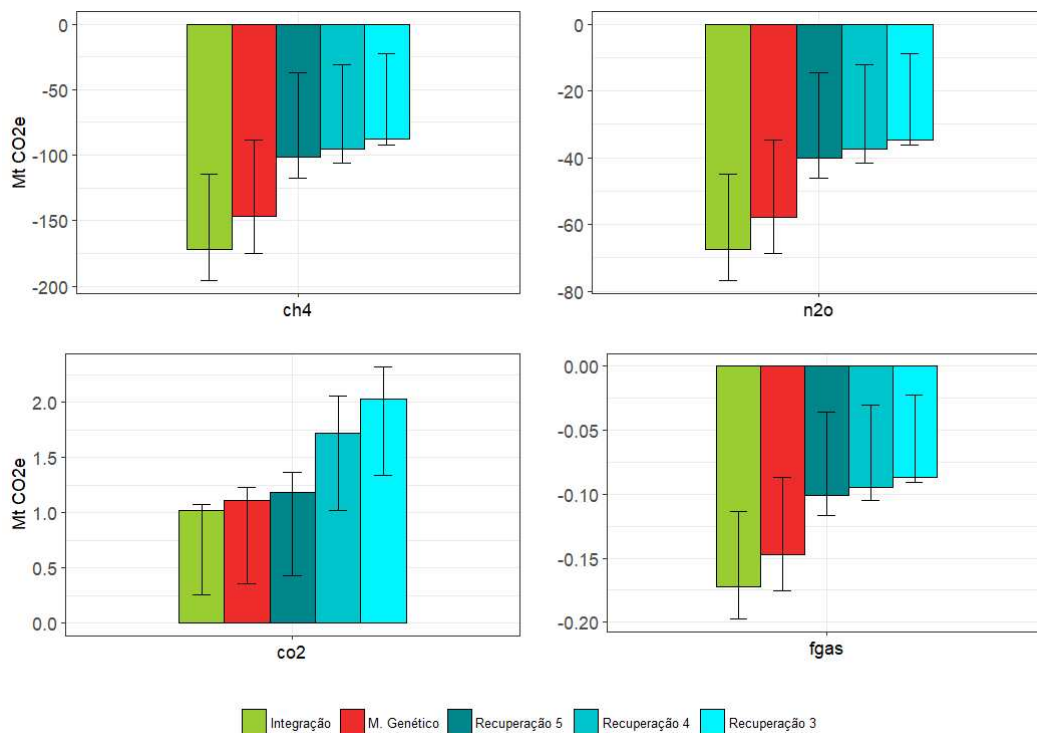 0
-50
-100
-150
-200
Mt CO2e
ch4
0
-20
-40
-60
-80
n2o
2.0
1.5
1.0
0.5
0.0
Mt CO2e
co2
0.00
-0.05
-0.10
-0.15
-0.20
fgas
Integração M. Genético Recuperação 5 Recuperação 4 Recuperação 3